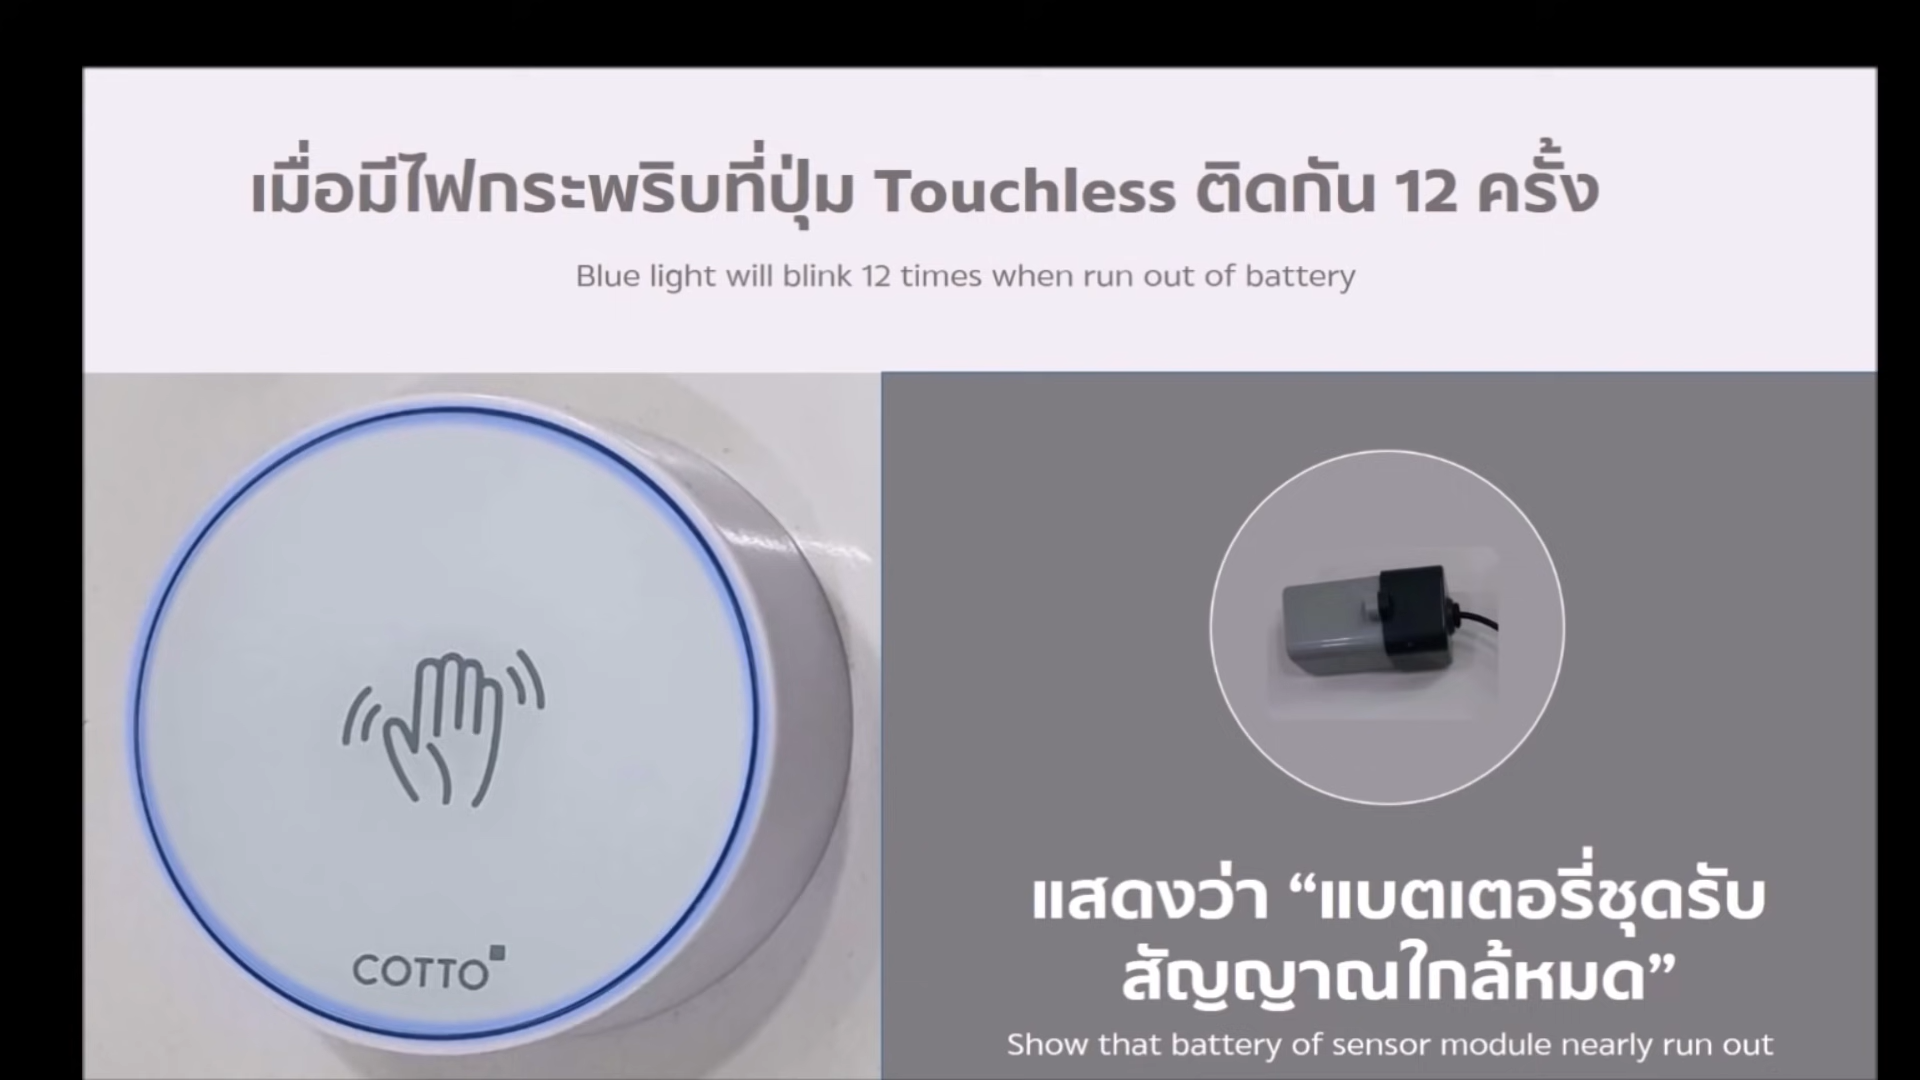 เมื่อมีไฟกระพริบที่ปุ่ม Touchless ติดกัน 12 ครั้ง
Blue light will blink 12 times when run out of battery
COTTO
แสดงว่า “แบตเตอรี่ชุดรับ
สัญญาณใกล้หมด”
Show that battery of sensor module nearly run out